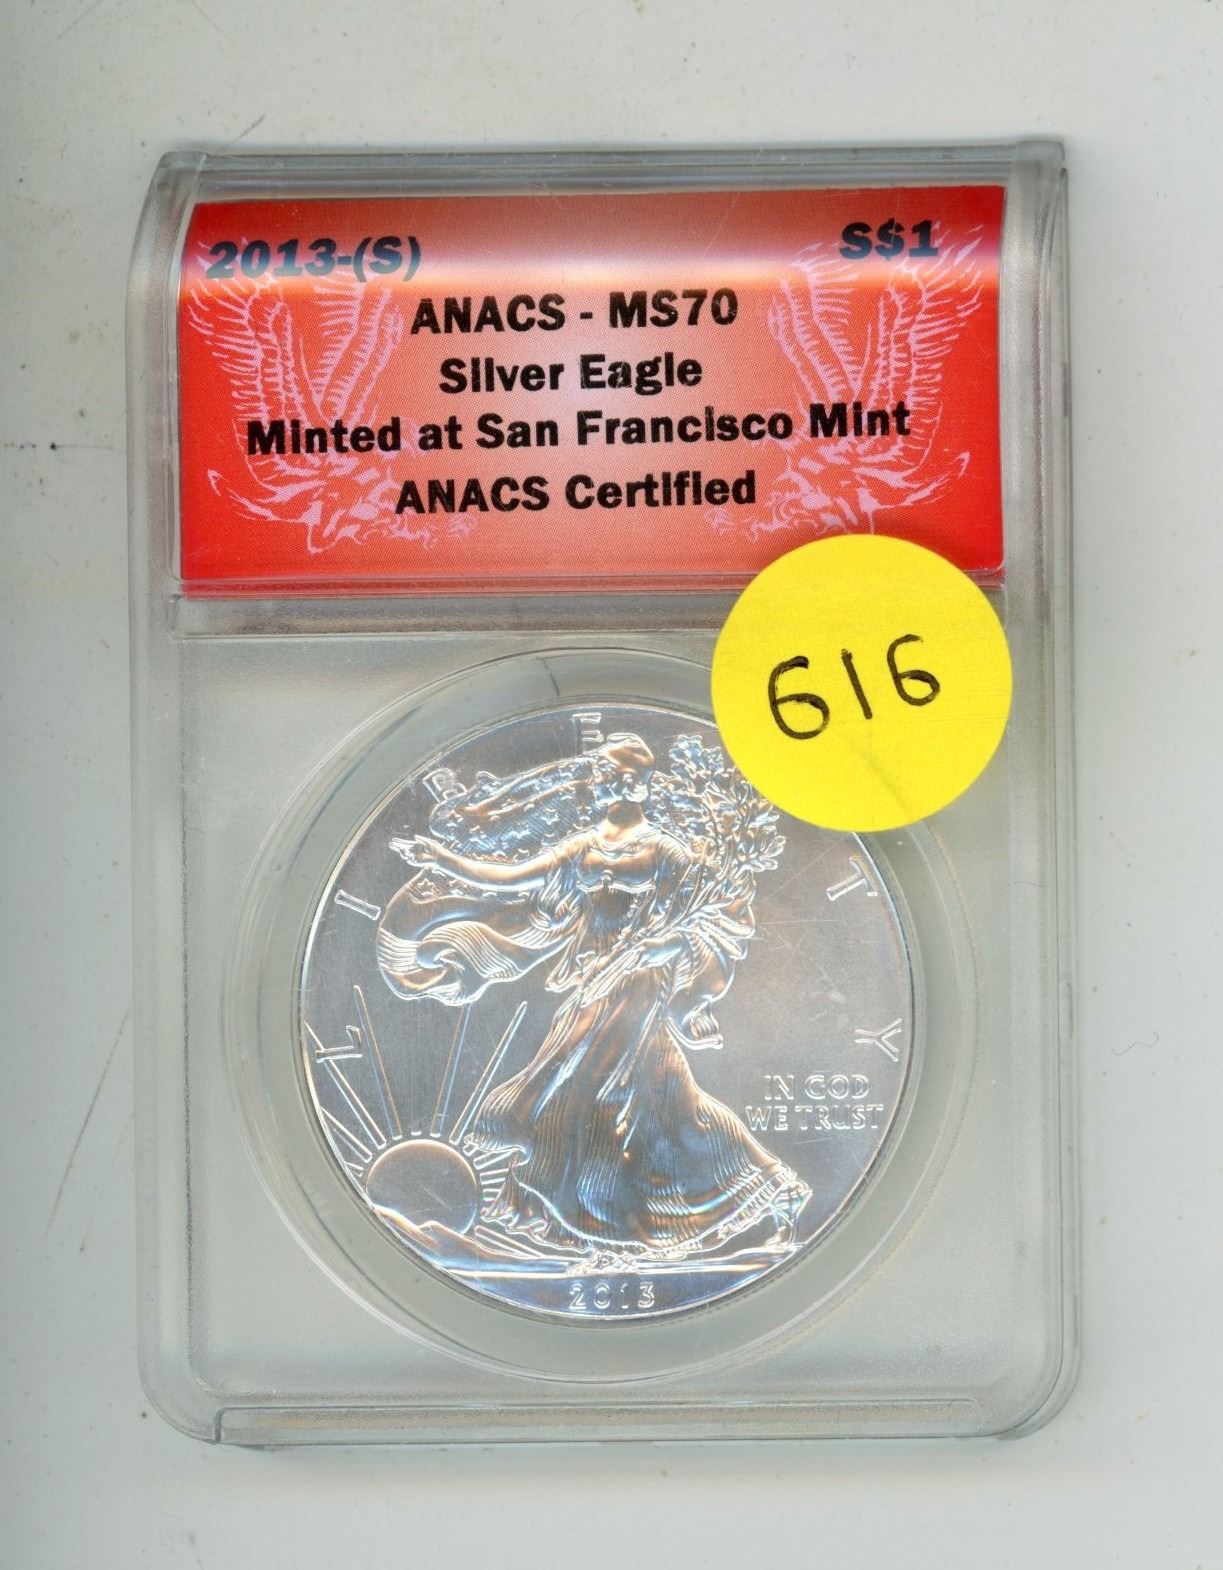 2013-(S) S$1
ANACS - MS70
Silver Eagle
Minted at San Francisco Mint
ANACS Certified
616
L I B E T Y
IN GOD
WE TRUST
2013